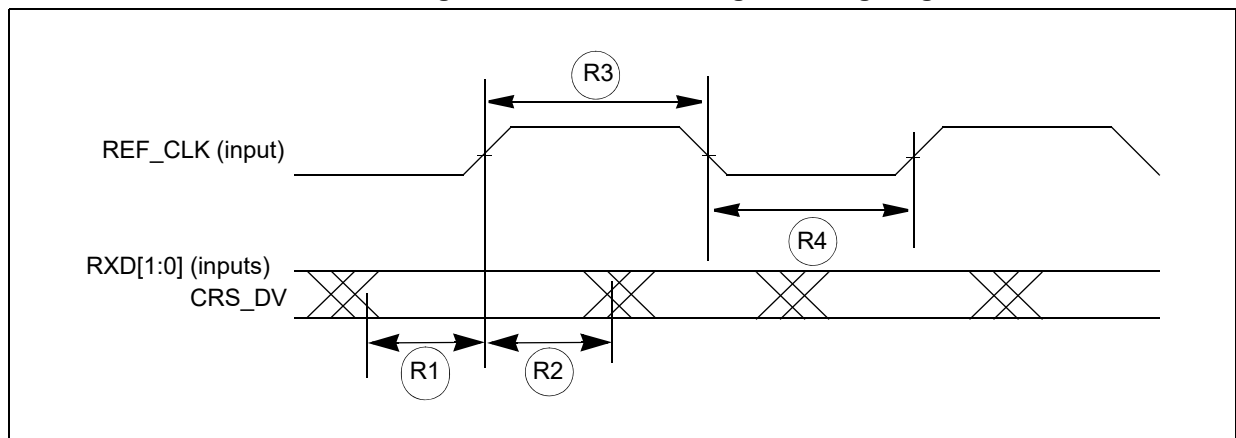 R3
REF_CLK (input)
R4
RXD[1:0] (inputs)
CRS_DV
R1
R2